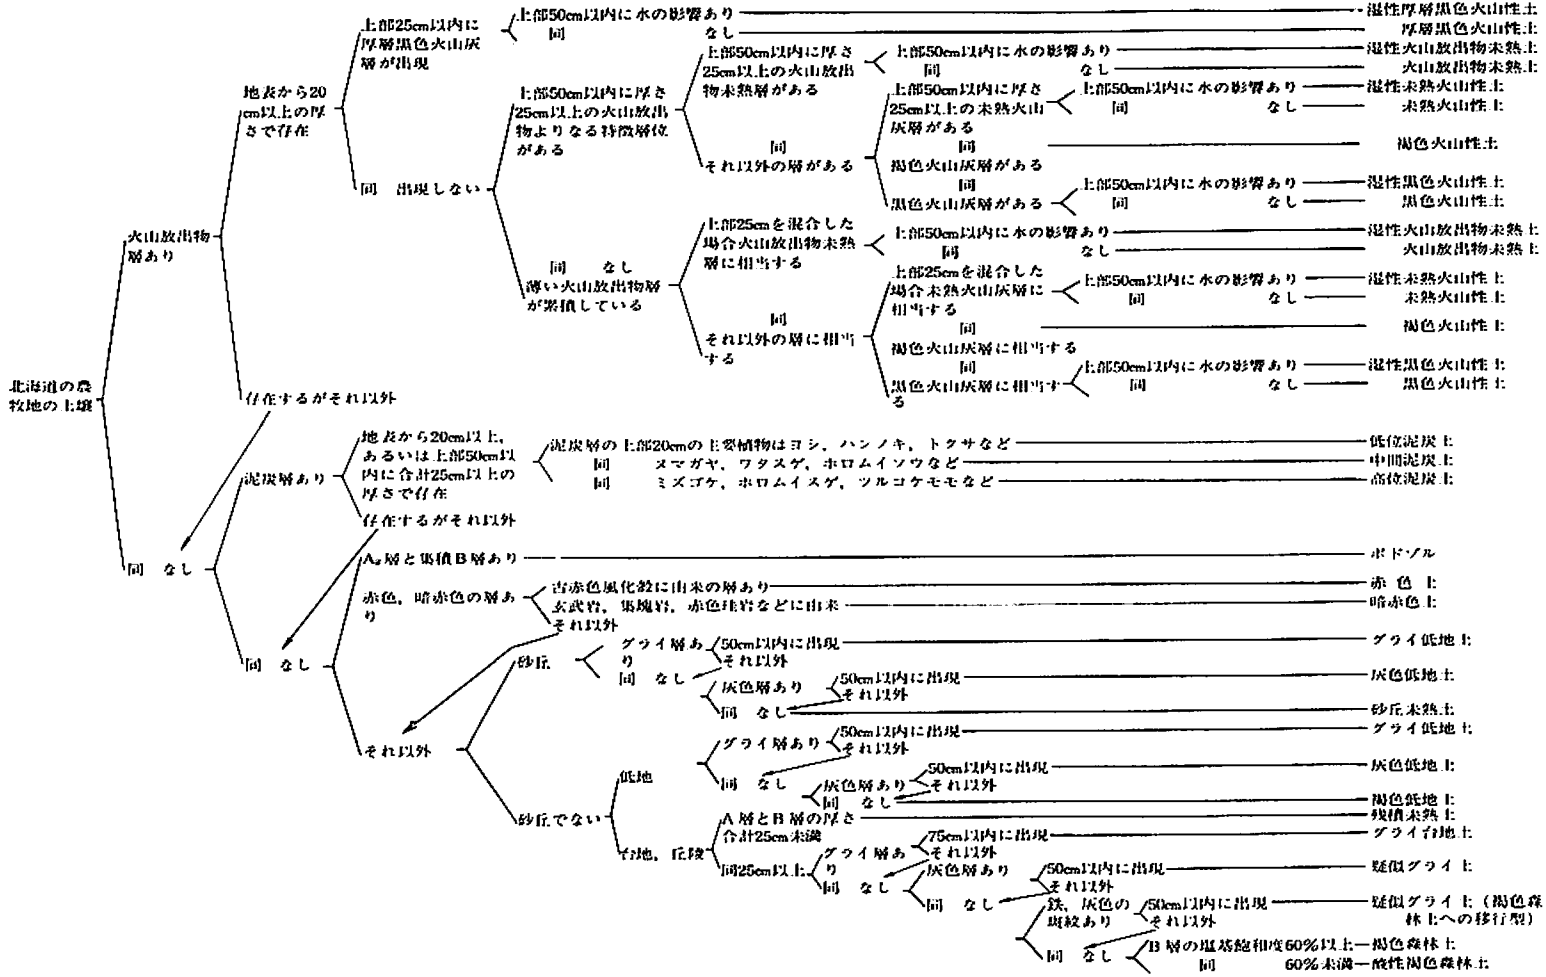 上部25cm以内に
厚層黒色火山灰
層が出現
上部50cm以内に水の影響あり
湿性厚層黒色火山性土
同 なし
厚層黒色火山性土
地表から20
cm以上の厚
さで存在
同 出現しない
上部50cm以内に厚さ
25cm以上の火山放出
物よりなる特徴層位
がある
上部50cm以内に厚さ
25cm以上の火山放出
物未熟層がある
上部50cm以内に水の影響あり
湿性火山放出物未熟土
同 なし
火山放出物未熟土
同
それ以外の層がある
上部50cm以内に厚さ
25cm以上の未熟火山
灰層がある
上部50cm以内に水の影響あり
湿性未熟火山性土
同 なし
未熟火山性土
同
褐色火山灰層がある
褐色火山性土
同
黒色火山灰層がある
上部50cm以内に水の影響あり
湿性黒色火山性土
同 なし
黒色火山性土
火山放出物
層あり
同 なし
薄い火山放出物層
が累積している
上部25cmを混合した
場合火山放出物未熟
層に相当する
上部50cm以内に水の影響あり
湿性火山放出物未熟土
同 なし
火山放出物未熟土
同
それ以外の層に相当
する
上部25cmを混合した
場合未熟火山灰層に
相当する
上部50cm以内に水の影響あり
湿性未熟火山性土
同 なし
未熟火山性土
同
褐色火山灰層に相当する
褐色火山性土
同
黒色火山灰層に相当す
る
上部50cm以内に水の影響あり
湿性黒色火山性土
同 なし
黒色火山性土
北海道の農
牧地の土壌
存在するがそれ以外
同 なし
泥炭層あり
地表から20cm以上,
あるいは上部50cm以
内に合計25cm以上の
厚さで存在
泥炭層の上部20cmの主要植物はヨシ, ハンノキ, トクサなど
低位泥炭土
同 ヌマガヤ, ワタスゲ, ホロムイソウなど
中間泥炭土
同 ミズゴケ, ホロムイスゲ, ツルコケモモなど
高位泥炭土
存在するがそれ以外
同 なし
A₂層と集積B層あり
ポドゾル
赤色, 暗赤色の層あ
り
古赤色風化殻に由来の層あり
赤色土
玄武岩, 集塊岩, 赤色珪岩などに由来
暗赤色土
それ以外
それ以外
砂丘
グライ層あ
り
50cm以内に出現
グライ低地土
それ以外
同 なし
灰色層あり
50cm以内に出現
灰色低地土
それ以外
同 なし
砂丘未熟土
砂丘でない
低地
グライ層あり
50cm以内に出現
グライ低地土
それ以外
同 なし
灰色層あり
50cm以内に出現
灰色低地土
それ以外
同 なし
褐色低地土
台地, 丘陵
A層とB層の厚さ
合計25cm未満
残積未熟土
同25cm以上
グライ層あ
り
75cm以内に出現
グライ台地土
それ以外
同 なし
灰色層あり
50cm以内に出現
疑似グライ土
それ以外
同 なし
鉄, 灰色の
斑紋あり
50cm以内に出現
疑似グライ土（褐色森
林土への移行型）
それ以外
同 なし
B層の塩基飽和度60%以上
褐色森林土
同 60%未満
酸性褐色森林土